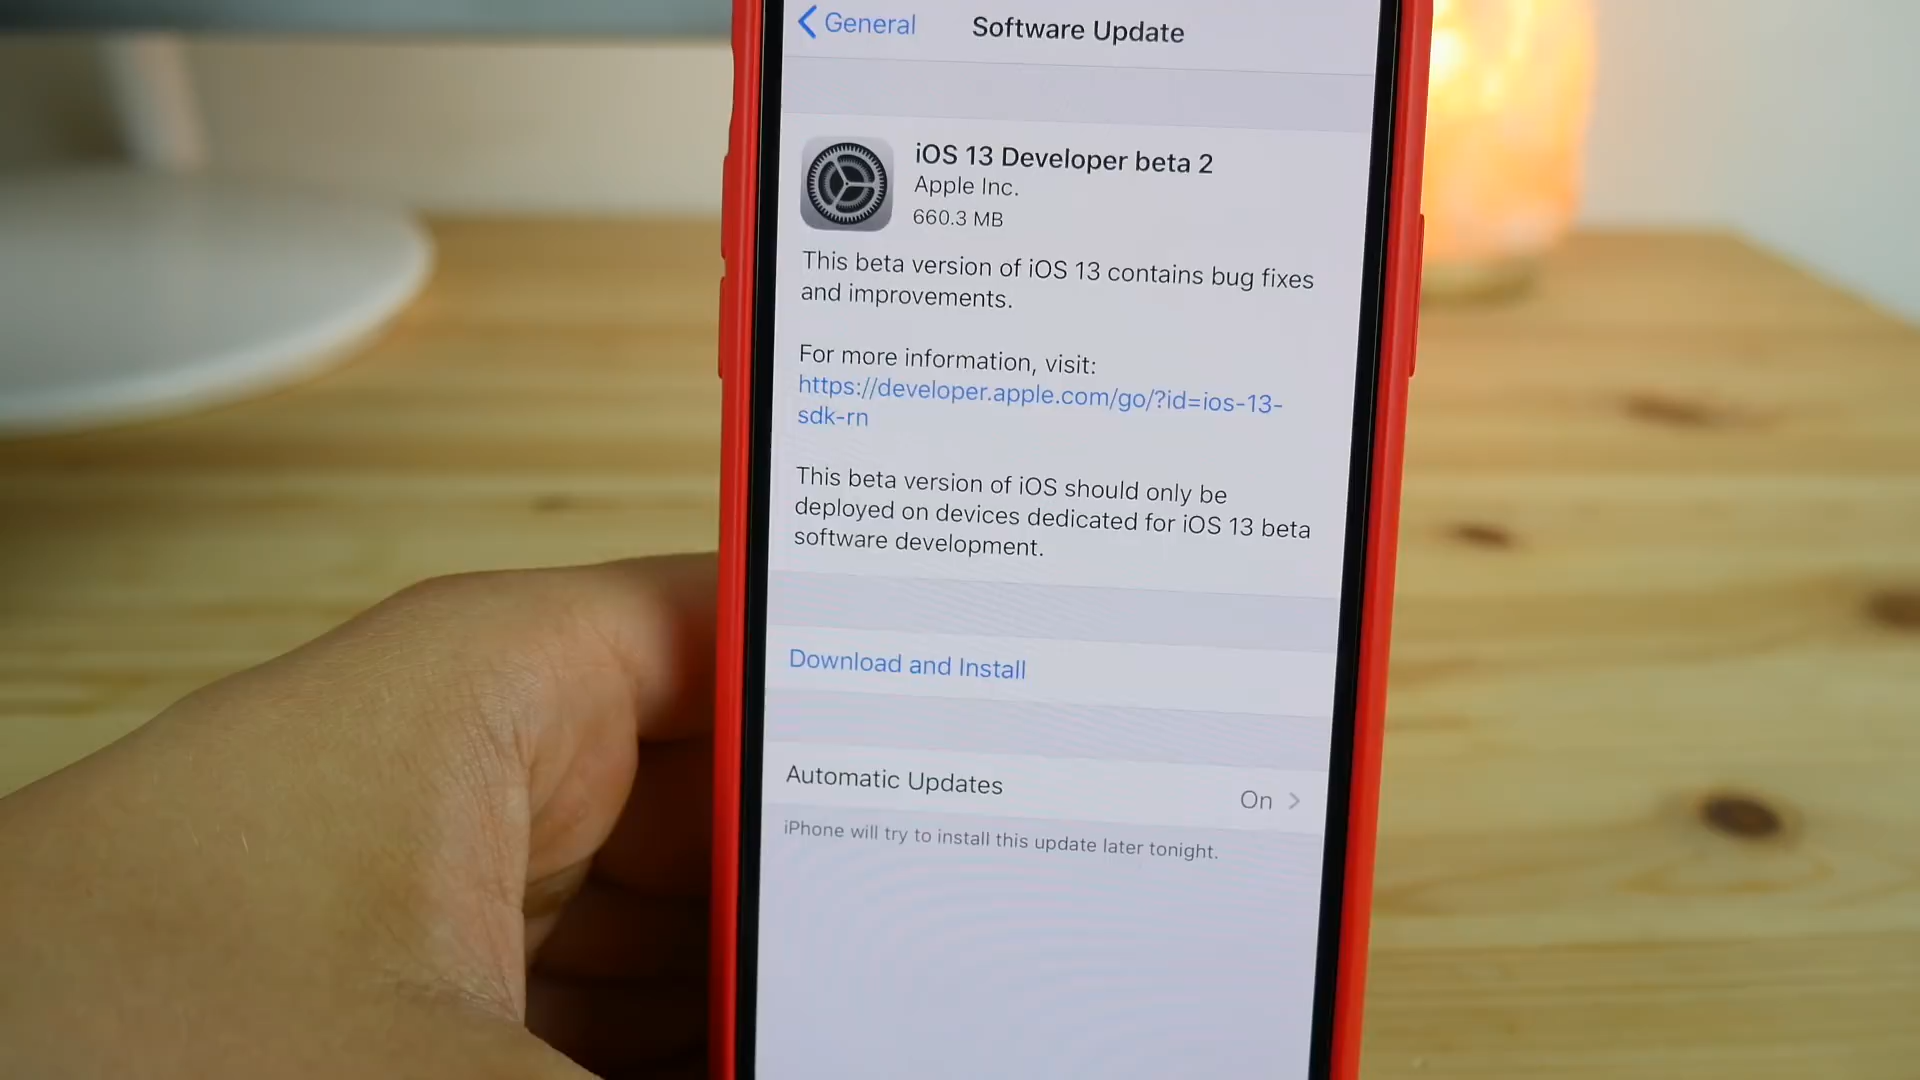 General
Software Update
iOS 13 Developer beta 2
Apple Inc.
660.3 MB
This beta version of iOS 13 contains bug fixes
and improvements.
For more information, visit:
https://developer.apple.com/go/?id=ios-13-
sdk-rn
This beta version of iOS should only be
deployed on devices dedicated for iOS 13 beta
software development.
Download and Install
Automatic Updates On
iPhone will try to install this update later tonight.